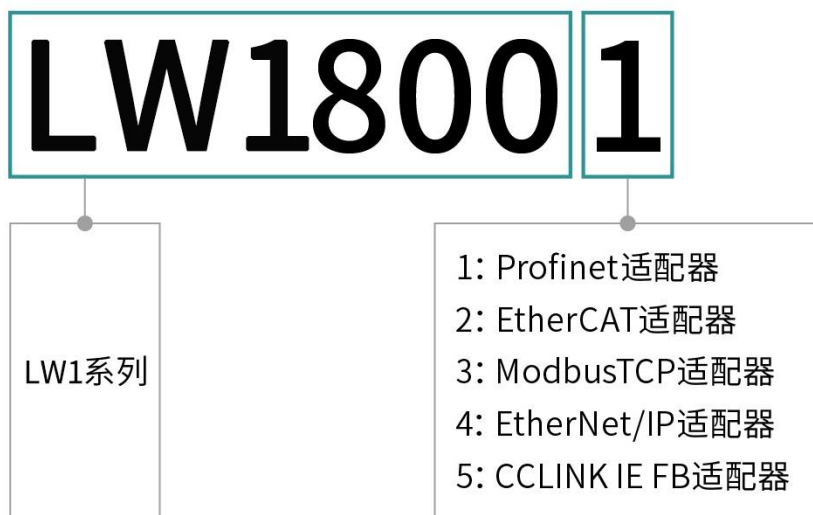 LW18001
LW1系列
1: Profinet适配器
2: EtherCAT适配器
3: ModbusTCP适配器
4: EtherNet/IP适配器
5: CCLINK IE FB适配器